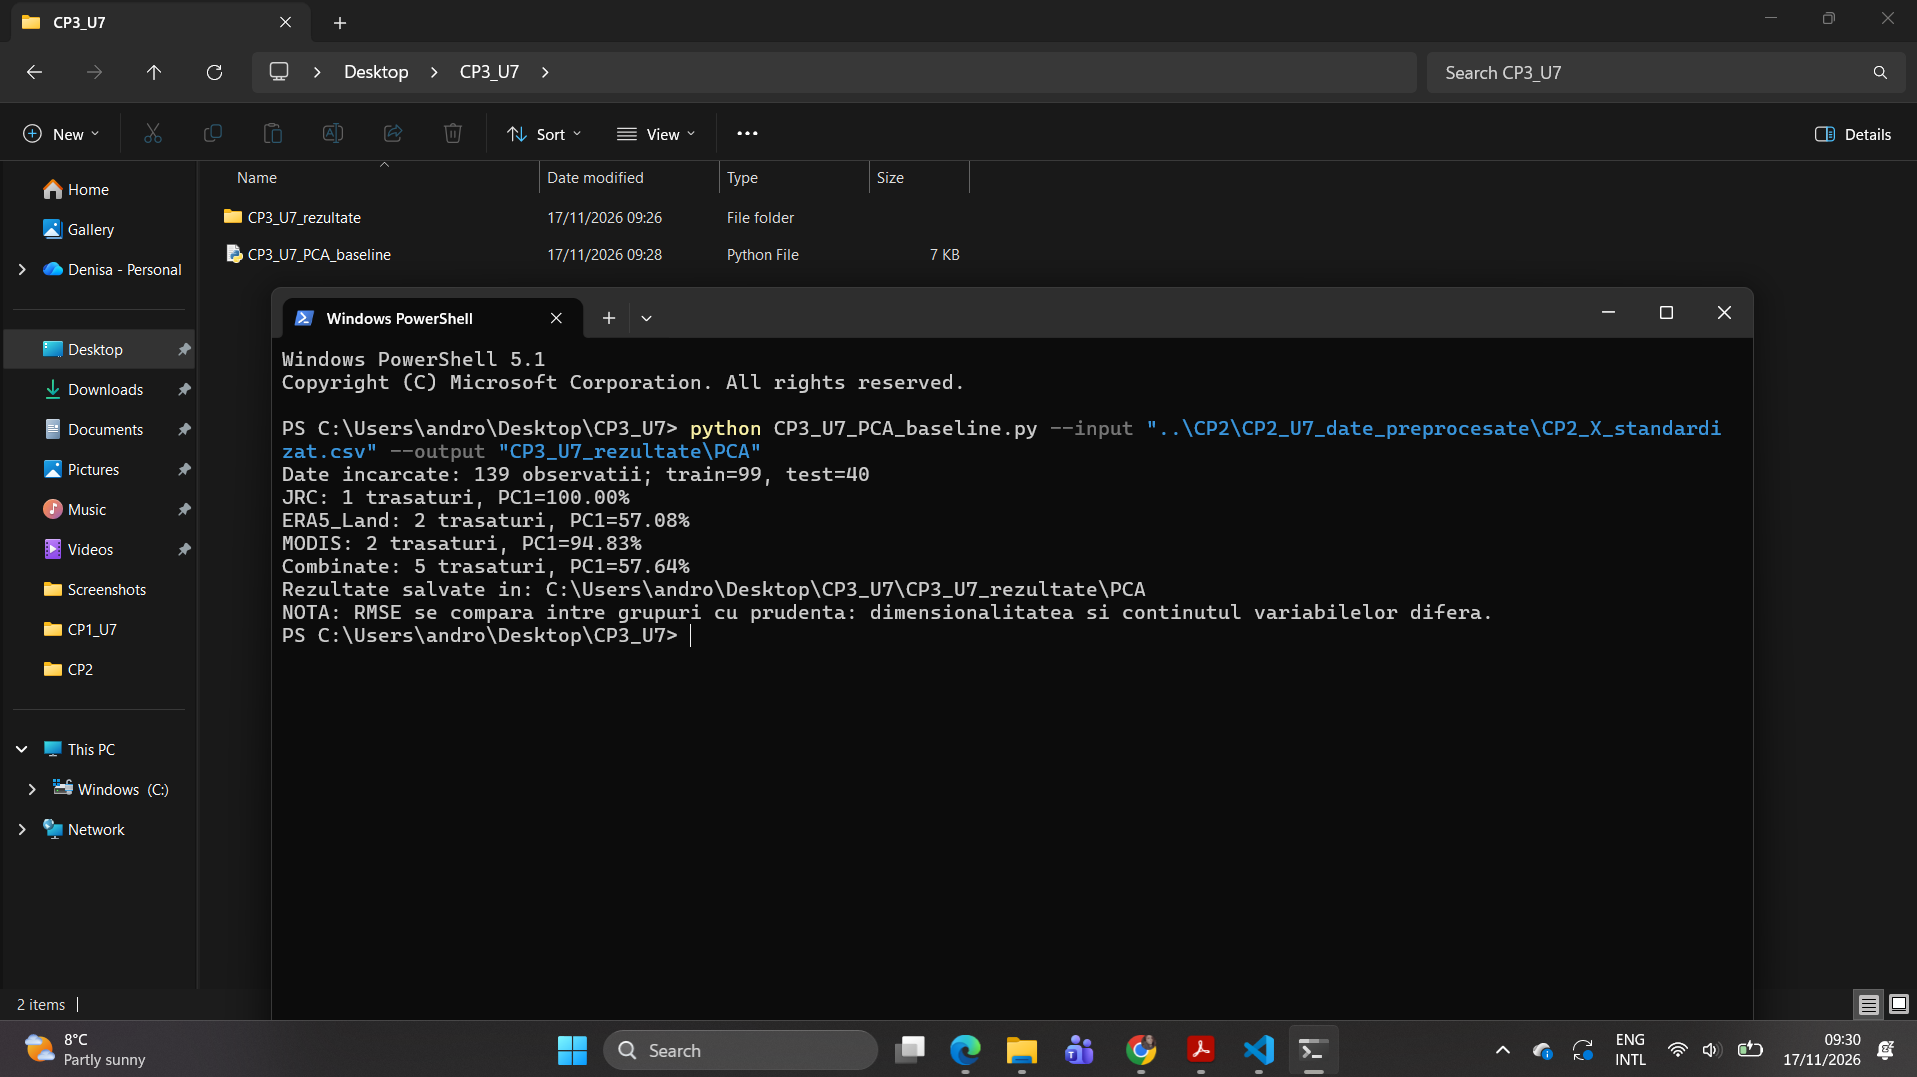 CP3_U7
Desktop
CP3_U7
Search CP3_U7
New
Sort
View
Details
Name
Date modified
Type
Size
CP3_U7_rezultate
17/11/2026 09:26
File folder
CP3_U7_PCA_baseline
17/11/2026 09:28
Python File
7 KB
Home
Gallery
Denisa - Personal
Desktop
Downloads
Documents
Pictures
Music
Videos
Screenshots
CP1_U7
CP2
This PC
Windows (C:)
Network
2 items
Windows PowerShell
Windows PowerShell 5.1
Copyright (C) Microsoft Corporation. All rights reserved.
PS C:\Users\andro\Desktop\CP3_U7> python CP3_U7_PCA_baseline.py --input "..\CP2\CP2_U7_date_preprocesate\CP2_X_standardi
zat.csv" --output "CP3_U7_rezultate\PCA"
Date incarcate: 139 observatii; train=99, test=40
JRC: 1 trasaturi, PC1=100.00%
ERA5_Land: 2 trasaturi, PC1=57.08%
MODIS: 2 trasaturi, PC1=94.83%
Combinate: 5 trasaturi, PC1=57.64%
Rezultate salvate in: C:\Users\andro\Desktop\CP3_U7\CP3_U7_rezultate\PCA
NOTA: RMSE se compara intre grupuri cu prudenta: dimensionalitatea si continutul variabilelor difera.
PS C:\Users\andro\Desktop\CP3_U7>
8°C
Partly sunny
Search
ENG
INTL
09:30
17/11/2026